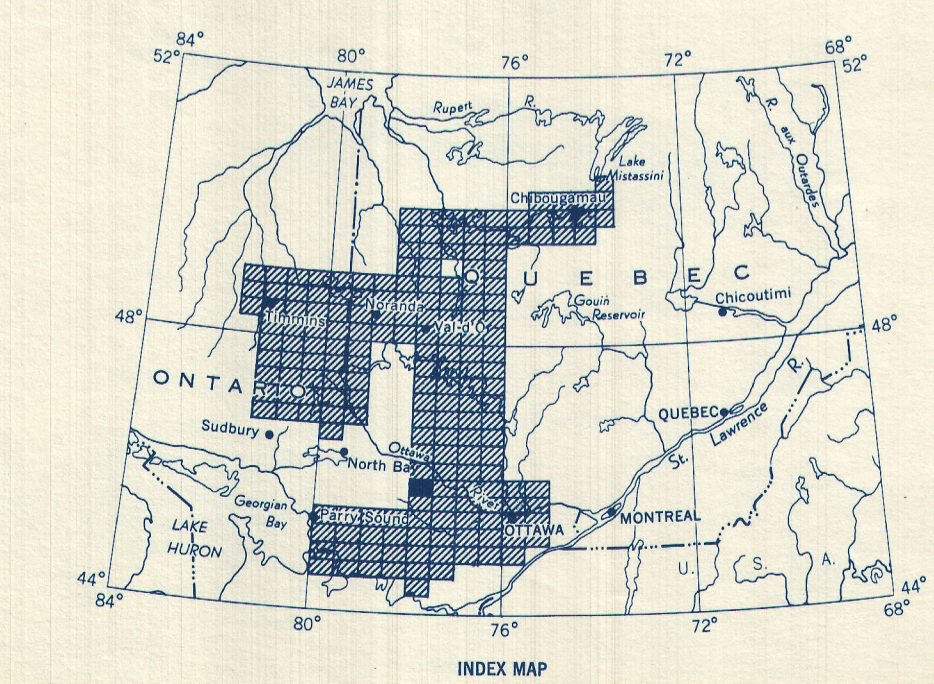 84°
52°
80°
76°
72°
68°
52°
JAMES
BAY
Rupert R.
R. aux Outardes
Lake
Mistassini
Chibougamau
QUEBEC
Gouin
Reservoir
Chicoutimi
Noranda
Timmins
Val-d'O
48°
48°
ONTARIO
QUEBEC
R.
Lawrence
St.
Sudbury
Ottawa
North Ba
River
Georgian
Bay
Parry Sound
LAKE
HURON
OTTAWA
MONTREAL
U. S. A.
44°
84°
80°
76°
72°
44°
68°
INDEX MAP